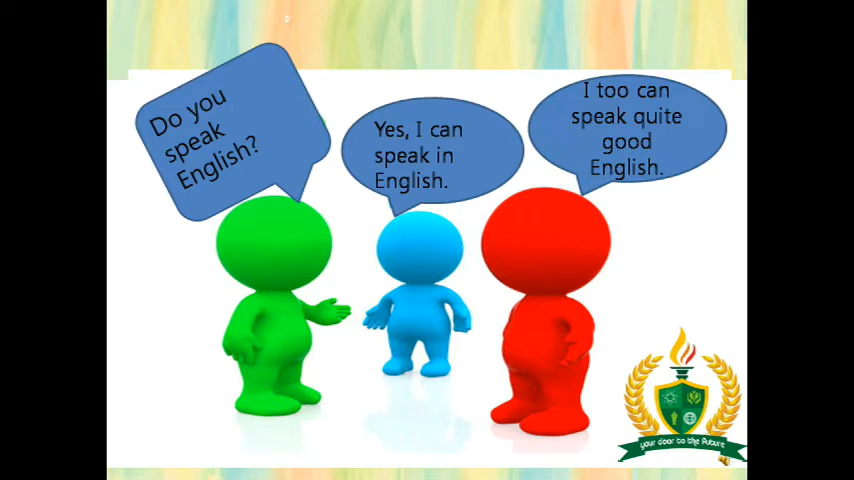 Do you
speak
English?
Yes, I can
speak in
English.
I too can
speak quite
good
English.
your door to the Future